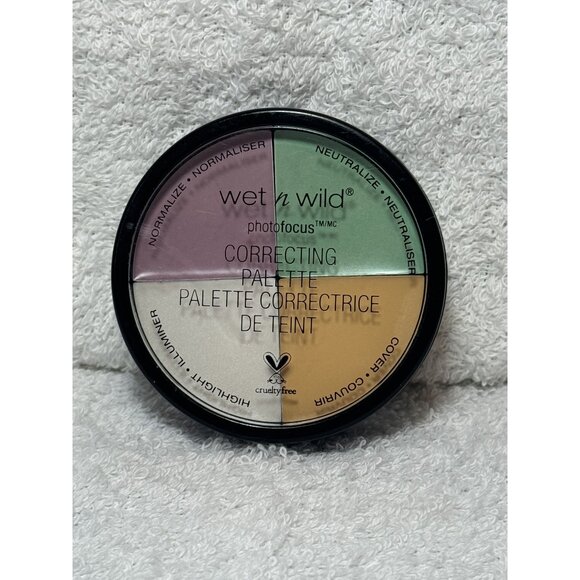 NORMALIZE • NORMALISER
NEUTRALIZE • NEUTRALISER
wet n wild®
photofocus™/MC
CORRECTING
PALETTE
PALETTE CORRECTRICE
DE TEINT
crueltyfree
HIGHLIGHT • ILLUMINER
COVER • COUVRIR